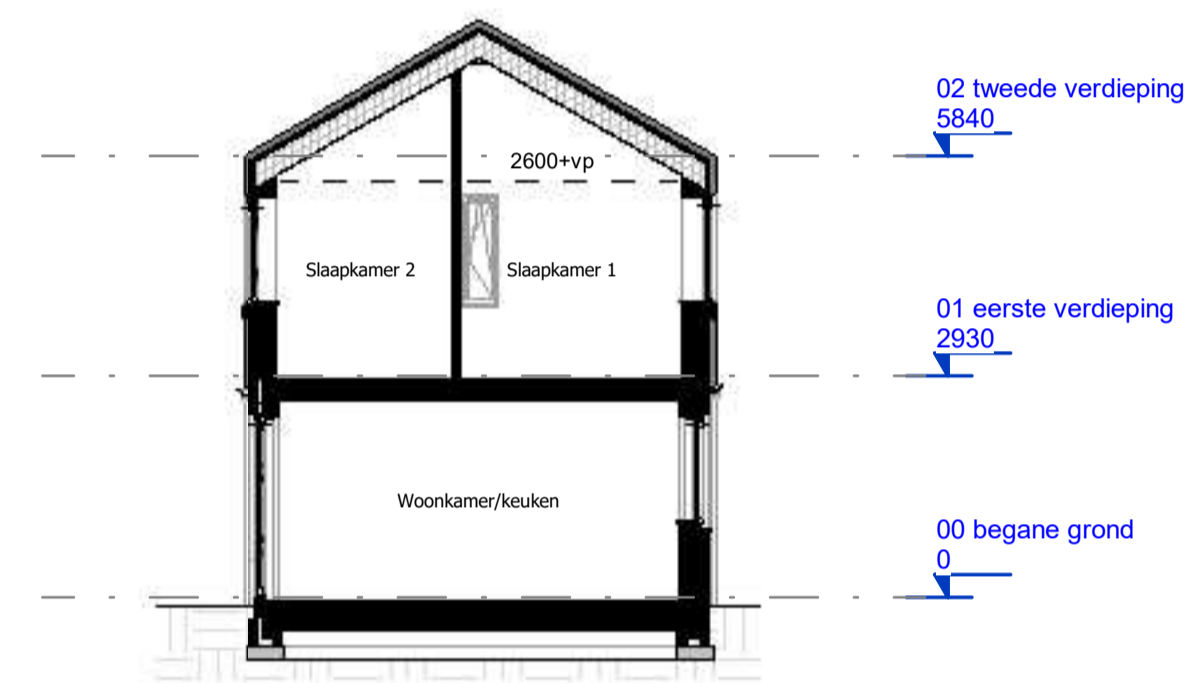 02 tweede verdieping
5840
2600+vp
Slaapkamer 2
Slaapkamer 1
01 eerste verdieping
2930
Woonkamer/keuken
00 begane grond
0